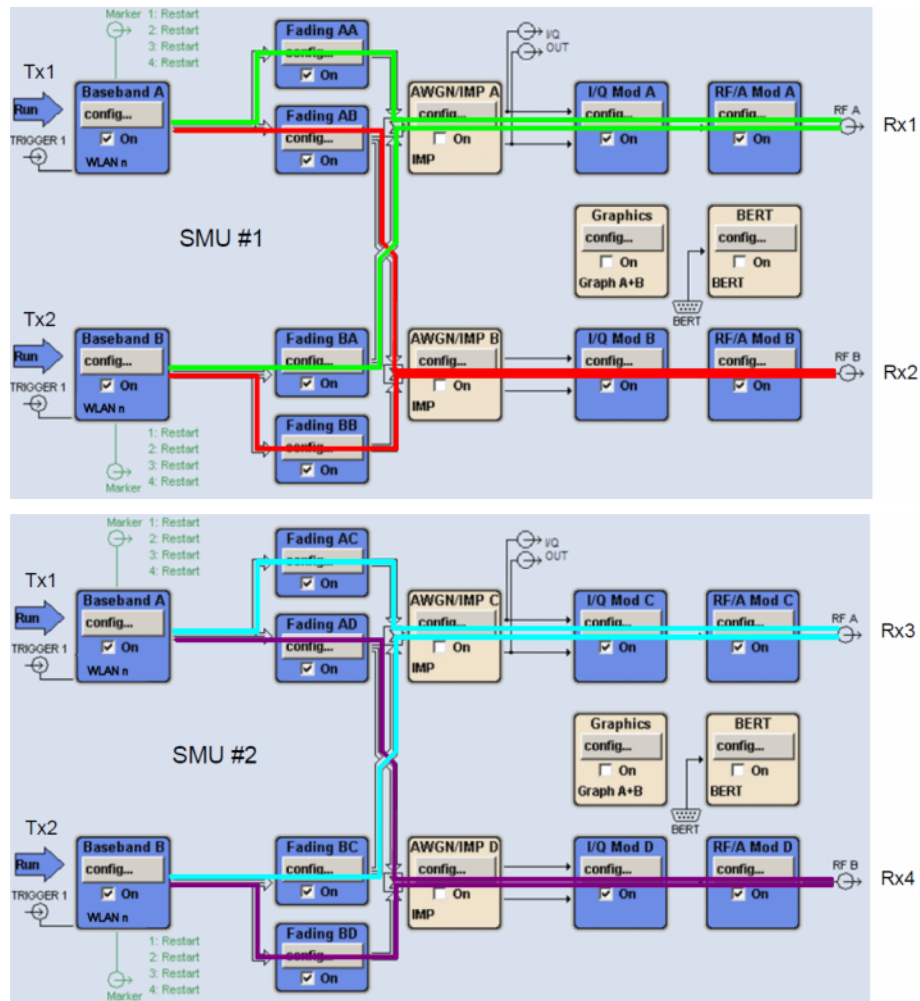 Marker 1: Restart
2: Restart
3: Restart
4: Restart
Tx1
Run
TRIGGER 1
Baseband A
config...
On
WLAN n
Fading AA
config...
On
Fading AB
config...
On
AWGN/IMP A
config...
On
IMP
I/Q
OUT
I/Q Mod A
config...
On
RF/A Mod A
config...
On
RF A
Rx1
SMU #1
Graphics
config...
On
Graph A+B
BERT
config...
On
BERT
BERT
Tx2
Run
TRIGGER 1
Baseband B
config...
On
WLAN n
1: Restart
2: Restart
3: Restart
Marker 4: Restart
Fading BA
config...
On
Fading BB
config...
On
AWGN/IMP B
config...
On
IMP
I/Q Mod B
config...
On
RF/A Mod B
config...
On
RF B
Rx2
Marker 1: Restart
2: Restart
3: Restart
4: Restart
Tx1
Run
TRIGGER 1
Baseband A
config...
On
WLAN n
Fading AC
config...
On
Fading AD
config...
On
AWGN/IMP C
config...
On
IMP
I/Q
OUT
I/Q Mod C
config...
On
RF/A Mod C
config...
On
RF A
Rx3
SMU #2
Graphics
config...
On
Graph A+B
BERT
config...
On
BERT
BERT
Tx2
Run
TRIGGER 1
Baseband B
config...
On
WLAN n
1: Restart
2: Restart
3: Restart
Marker 4: Restart
Fading BC
config...
On
Fading BD
config...
On
AWGN/IMP D
config...
On
IMP
I/Q Mod D
config...
On
RF/A Mod D
config...
On
RF B
Rx4